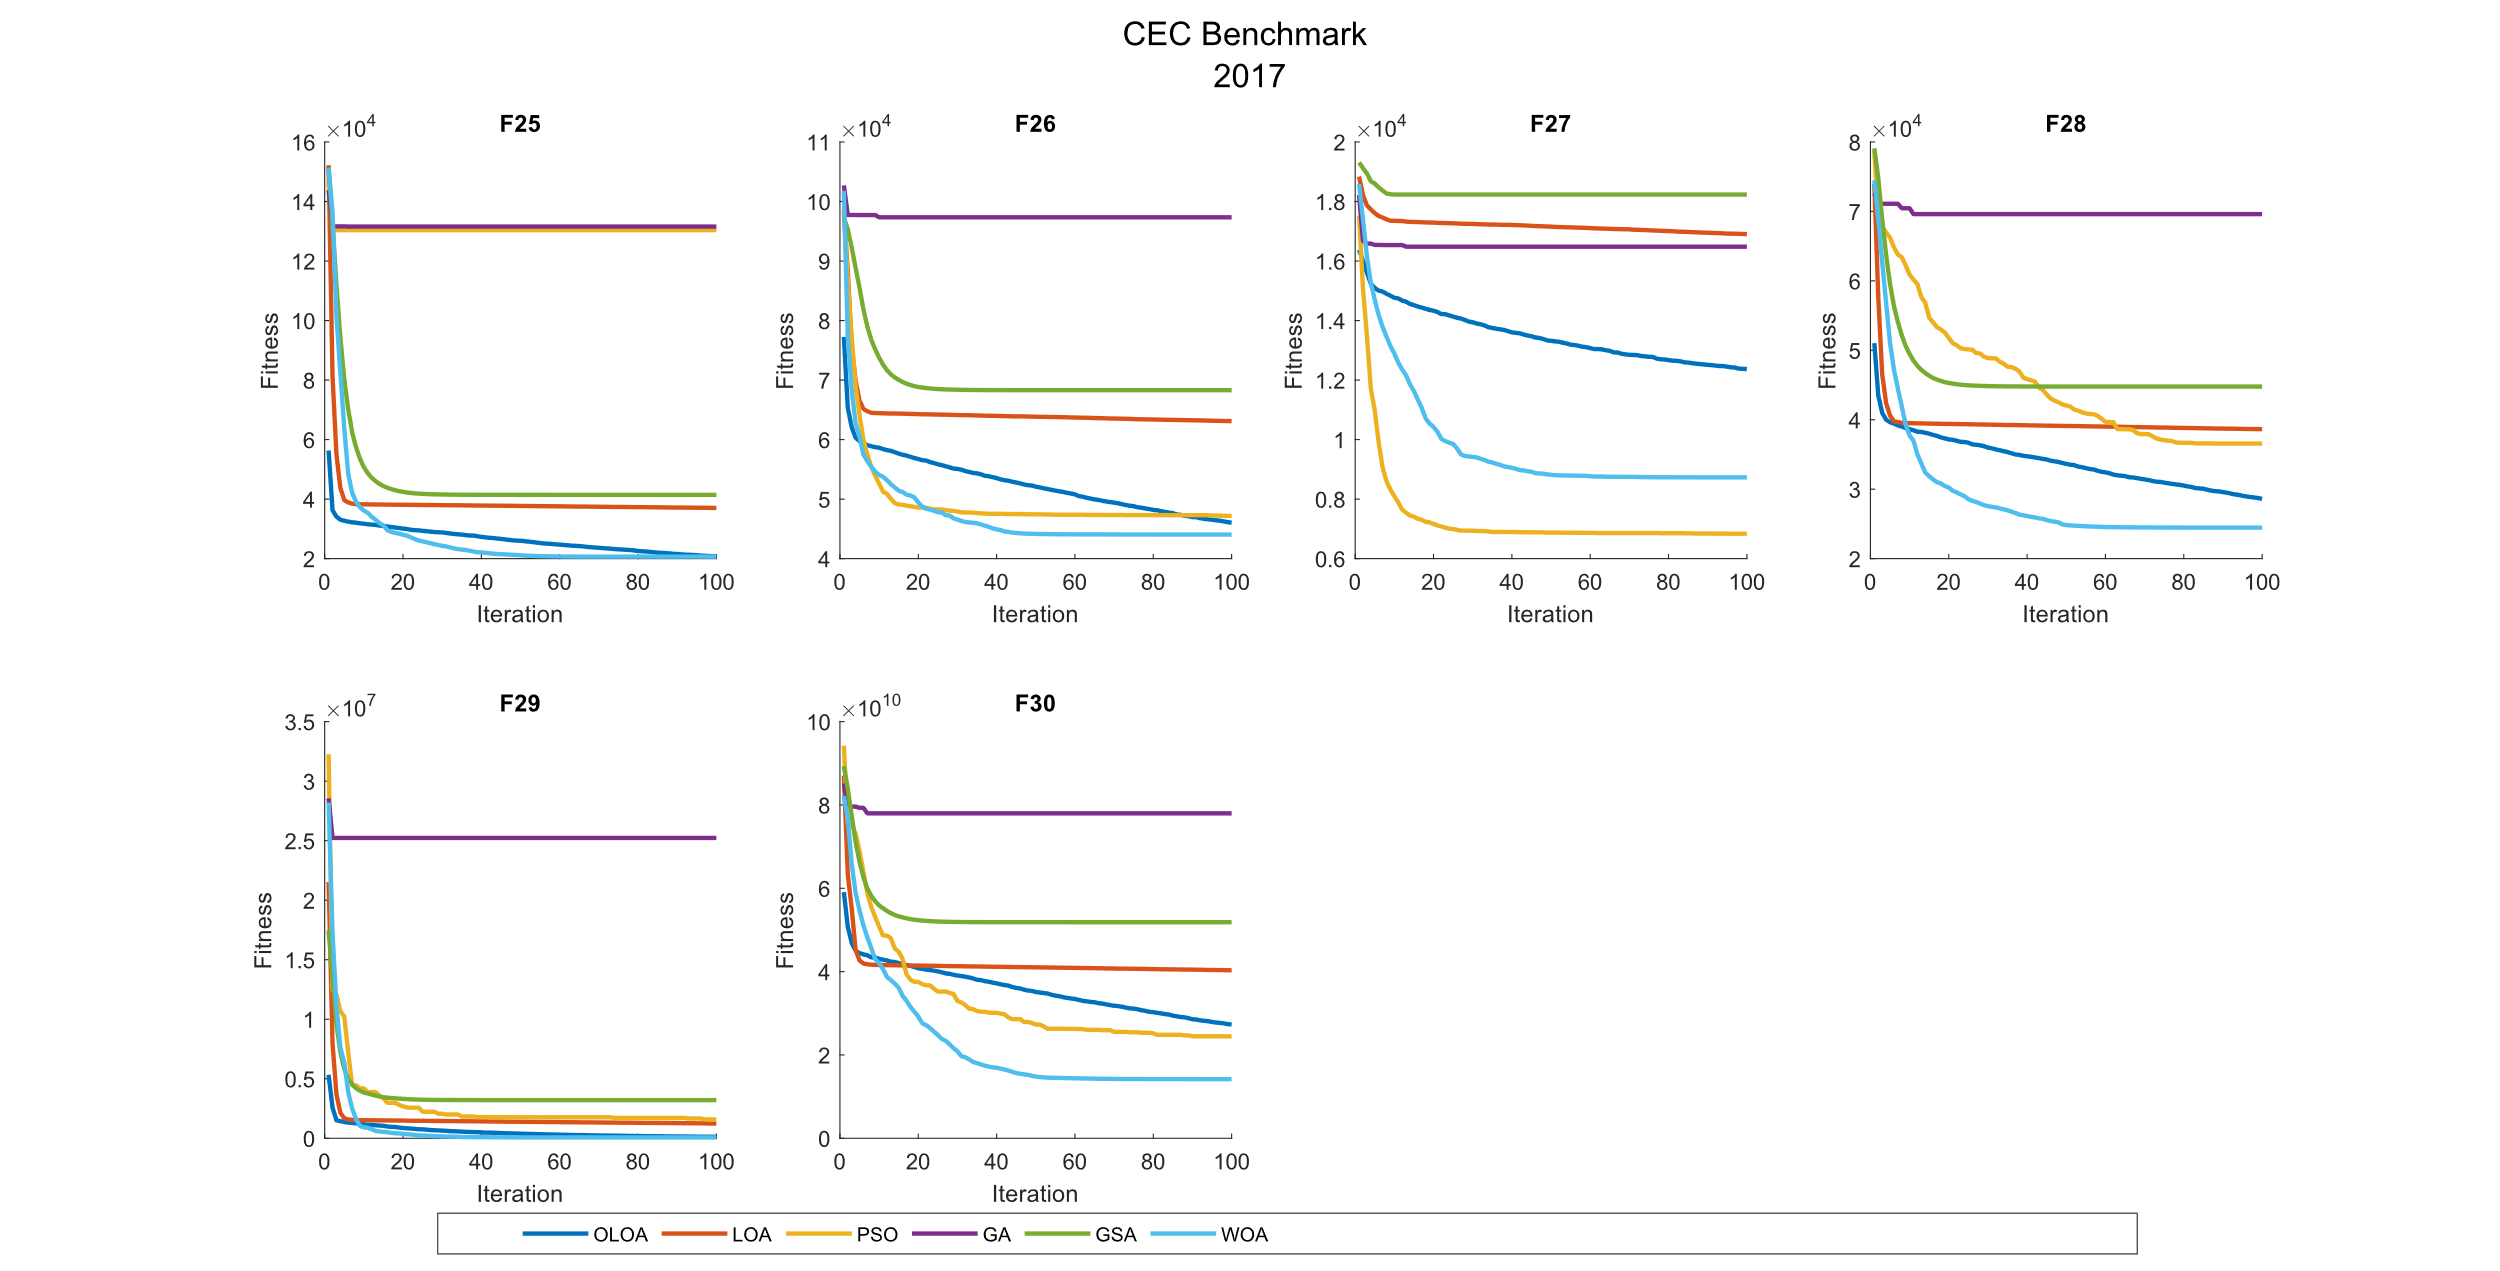 CEC Benchmark
2017
F25
×10^4
16
14
12
10
8
6
4
2
Fitness
0 20 40 60 80 100
Iteration
F26
×10^4
11
10
9
8
7
6
5
4
Fitness
0 20 40 60 80 100
Iteration
F27
×10^4
2
1.8
1.6
1.4
1.2
1
0.8
0.6
Fitness
0 20 40 60 80 100
Iteration
F28
×10^4
8
7
6
5
4
3
2
Fitness
0 20 40 60 80 100
Iteration
F29
×10^7
3.5
3
2.5
2
1.5
1
0.5
0
Fitness
0 20 40 60 80 100
Iteration
F30
×10^10
10
8
6
4
2
0
Fitness
0 20 40 60 80 100
Iteration
OLOA LOA PSO GA GSA WOA